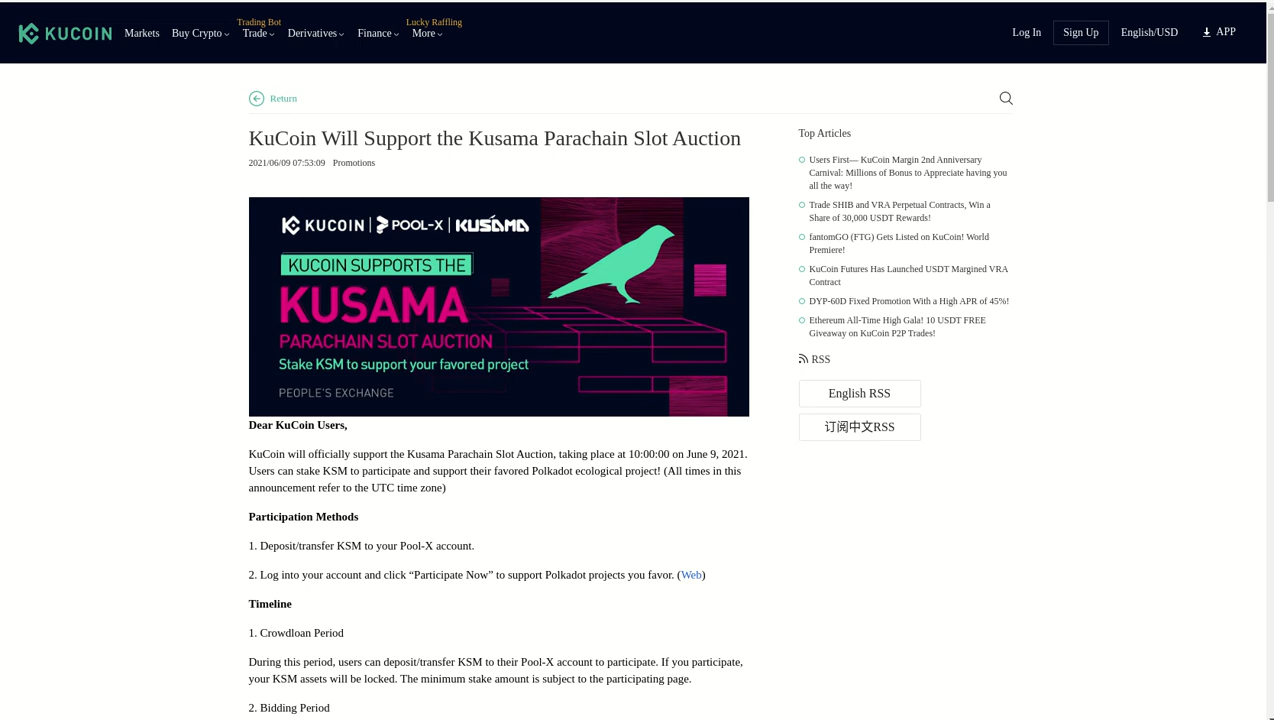 KUCOIN
Markets
Buy Crypto
Trading Bot
Trade
Derivatives
Finance
Lucky Raffling
More
Log In
Sign Up
English/USD
APP
Return
KuCoin Will Support the Kusama Parachain Slot Auction
2021/06/09 07:53:09 Promotions
KUCOIN | POOL-X | KUSAMA
KUCOIN SUPPORTS THE
KUSAMA
PARACHAIN SLOT AUCTION
Stake KSM to support your favored project
PEOPLE'S EXCHANGE
Dear KuCoin Users,
KuCoin will officially support the Kusama Parachain Slot Auction, taking place at 10:00:00 on June 9, 2021.
Users can stake KSM to participate and support their favored Polkadot ecological project! (All times in this
announcement refer to the UTC time zone)
Participation Methods
1. Deposit/transfer KSM to your Pool-X account.
2. Log into your account and click “Participate Now” to support Polkadot projects you favor. (Web)
Timeline
1. Crowdloan Period
During this period, users can deposit/transfer KSM to their Pool-X account to participate. If you participate,
your KSM assets will be locked. The minimum stake amount is subject to the participating page.
2. Bidding Period
Top Articles
Users First— KuCoin Margin 2nd Anniversary
Carnival: Millions of Bonus to Appreciate having you
all the way!
Trade SHIB and VRA Perpetual Contracts, Win a
Share of 30,000 USDT Rewards!
fantomGO (FTG) Gets Listed on KuCoin! World
Premiere!
KuCoin Futures Has Launched USDT Margined VRA
Contract
DYP-60D Fixed Promotion With a High APR of 45%!
Ethereum All-Time High Gala! 10 USDT FREE
Giveaway on KuCoin P2P Trades!
RSS
English RSS
订阅中文RSS